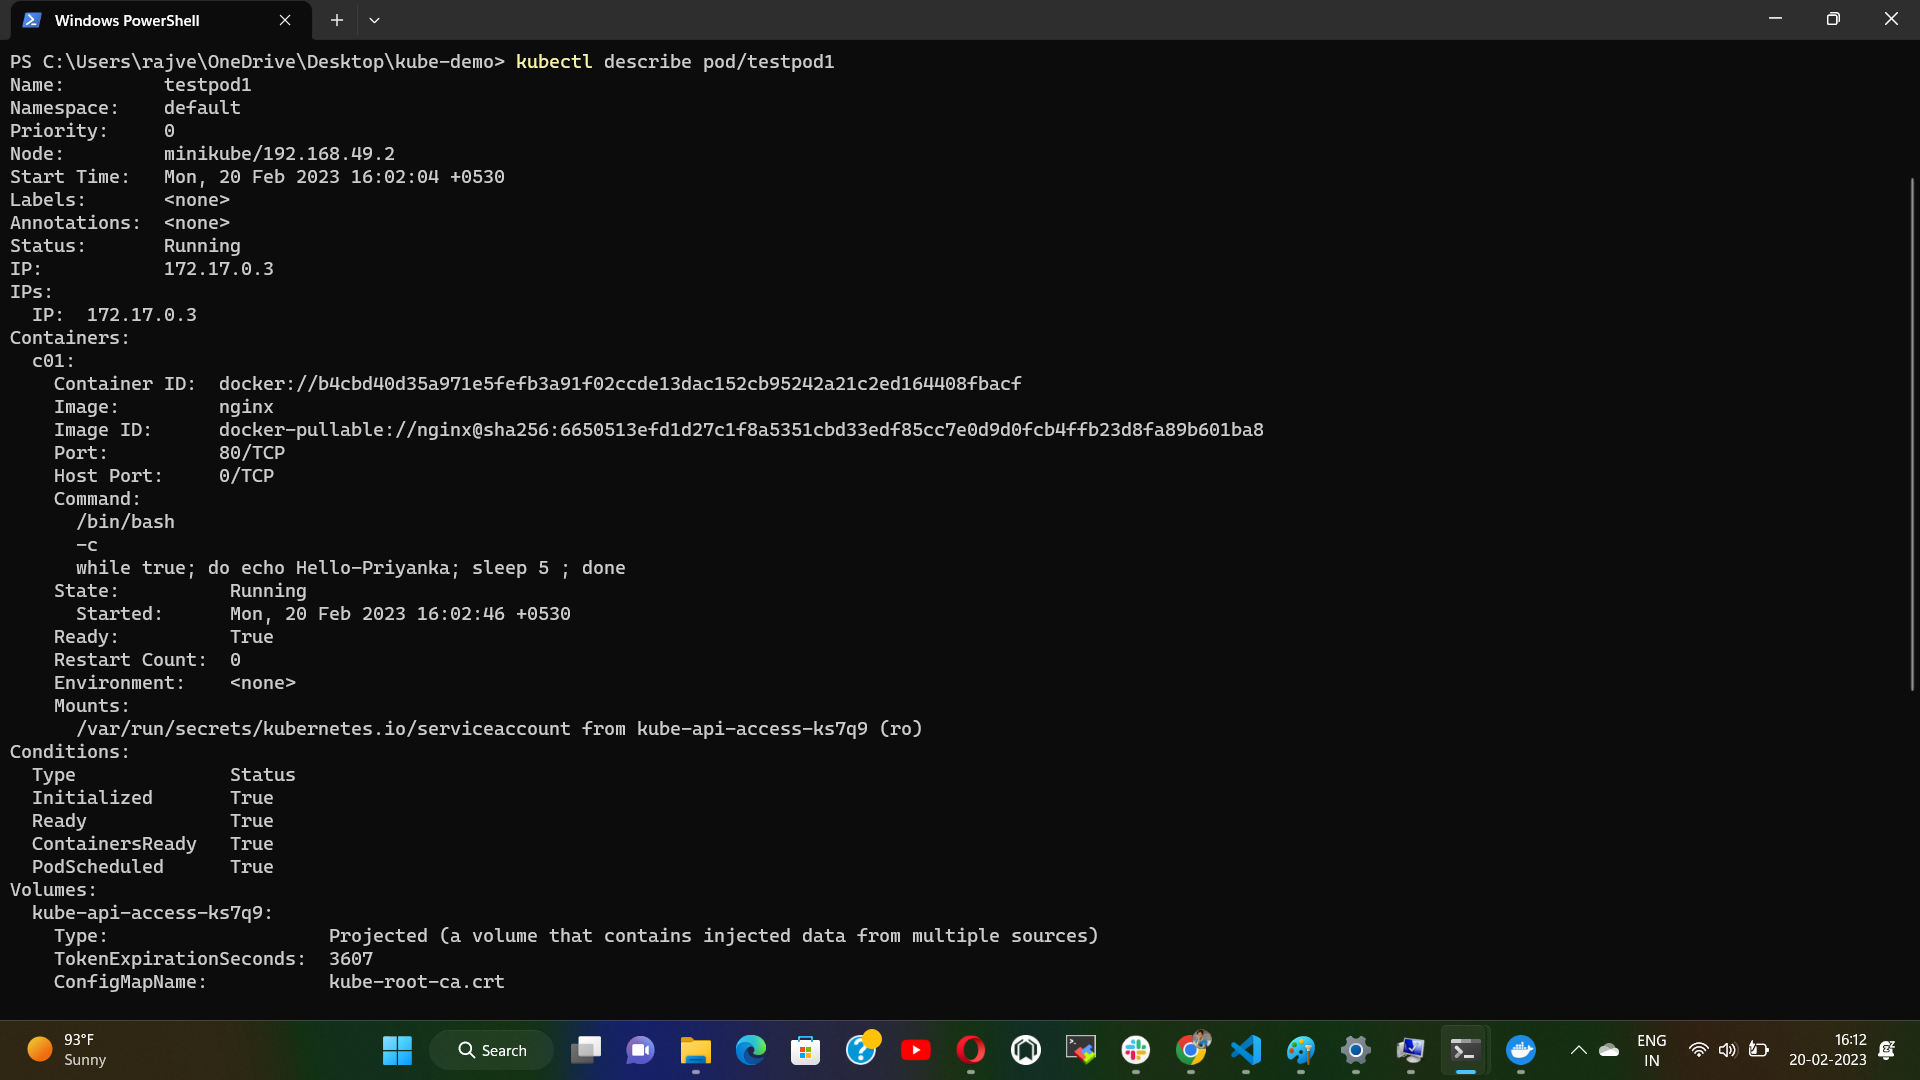 Windows PowerShell
PS C:\Users\rajve\OneDrive\Desktop\kube-demo> kubectl describe pod/testpod1
Name:         testpod1
Namespace:    default
Priority:     0
Node:         minikube/192.168.49.2
Start Time:   Mon, 20 Feb 2023 16:02:04 +0530
Labels:       <none>
Annotations:  <none>
Status:       Running
IP:           172.17.0.3
IPs:
  IP:  172.17.0.3
Containers:
  c01:
    Container ID:  docker://b4cbd40d35a971e5fefb3a91f02ccde13dac152cb95242a21c2ed164408fbacf
    Image:         nginx
    Image ID:      docker-pullable://nginx@sha256:6650513efd1d27c1f8a5351cbd33edf85cc7e0d9d0fcb4ffb23d8fa89b601ba8
    Port:          80/TCP
    Host Port:     0/TCP
    Command:
      /bin/bash
      -c
      while true; do echo Hello-Priyanka; sleep 5 ; done
    State:          Running
      Started:      Mon, 20 Feb 2023 16:02:46 +0530
    Ready:          True
    Restart Count:  0
    Environment:    <none>
    Mounts:
      /var/run/secrets/kubernetes.io/serviceaccount from kube-api-access-ks7q9 (ro)
Conditions:
  Type              Status
  Initialized       True
  Ready             True
  ContainersReady   True
  PodScheduled      True
Volumes:
  kube-api-access-ks7q9:
    Type:                    Projected (a volume that contains injected data from multiple sources)
    TokenExpirationSeconds:  3607
    ConfigMapName:           kube-root-ca.crt
93°F
Sunny
Search
ENG
IN
16:12
20-02-2023